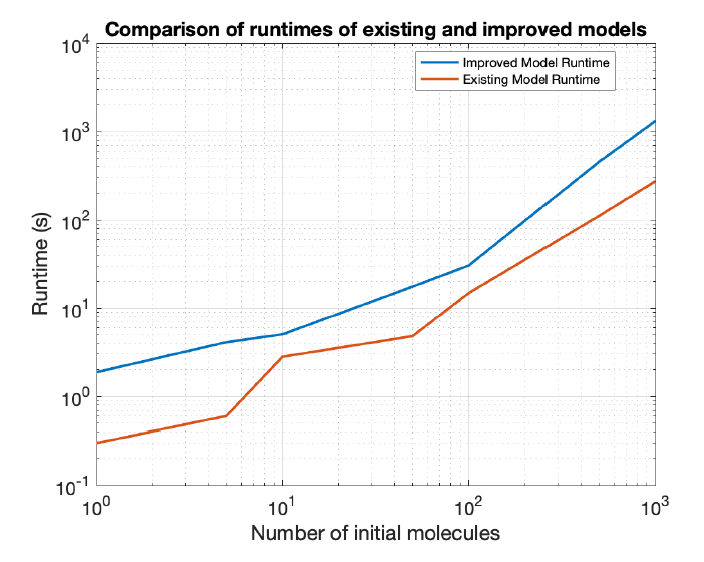 Comparison of runtimes of existing and improved models
Improved Model Runtime
Existing Model Runtime
10^4
10^3
10^2
10^1
10^0
10^-1
Runtime (s)
10^0 10^1 10^2 10^3
Number of initial molecules